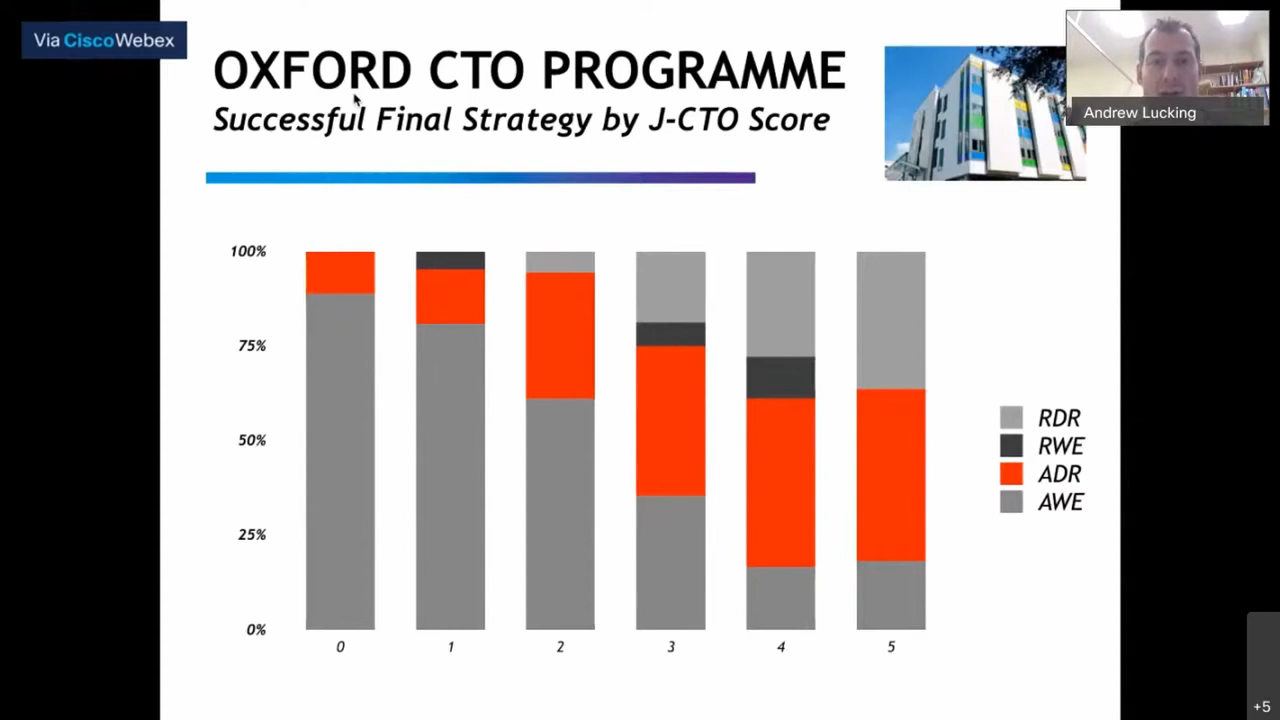 Via CiscoWebex
OXFORD CTO PROGRAMME
Successful Final Strategy by J-CTO Score
Andrew Lucking
100%
75%
50%
25%
0%
0 1 2 3 4 5
RDR
RWE
ADR
AWE
+5